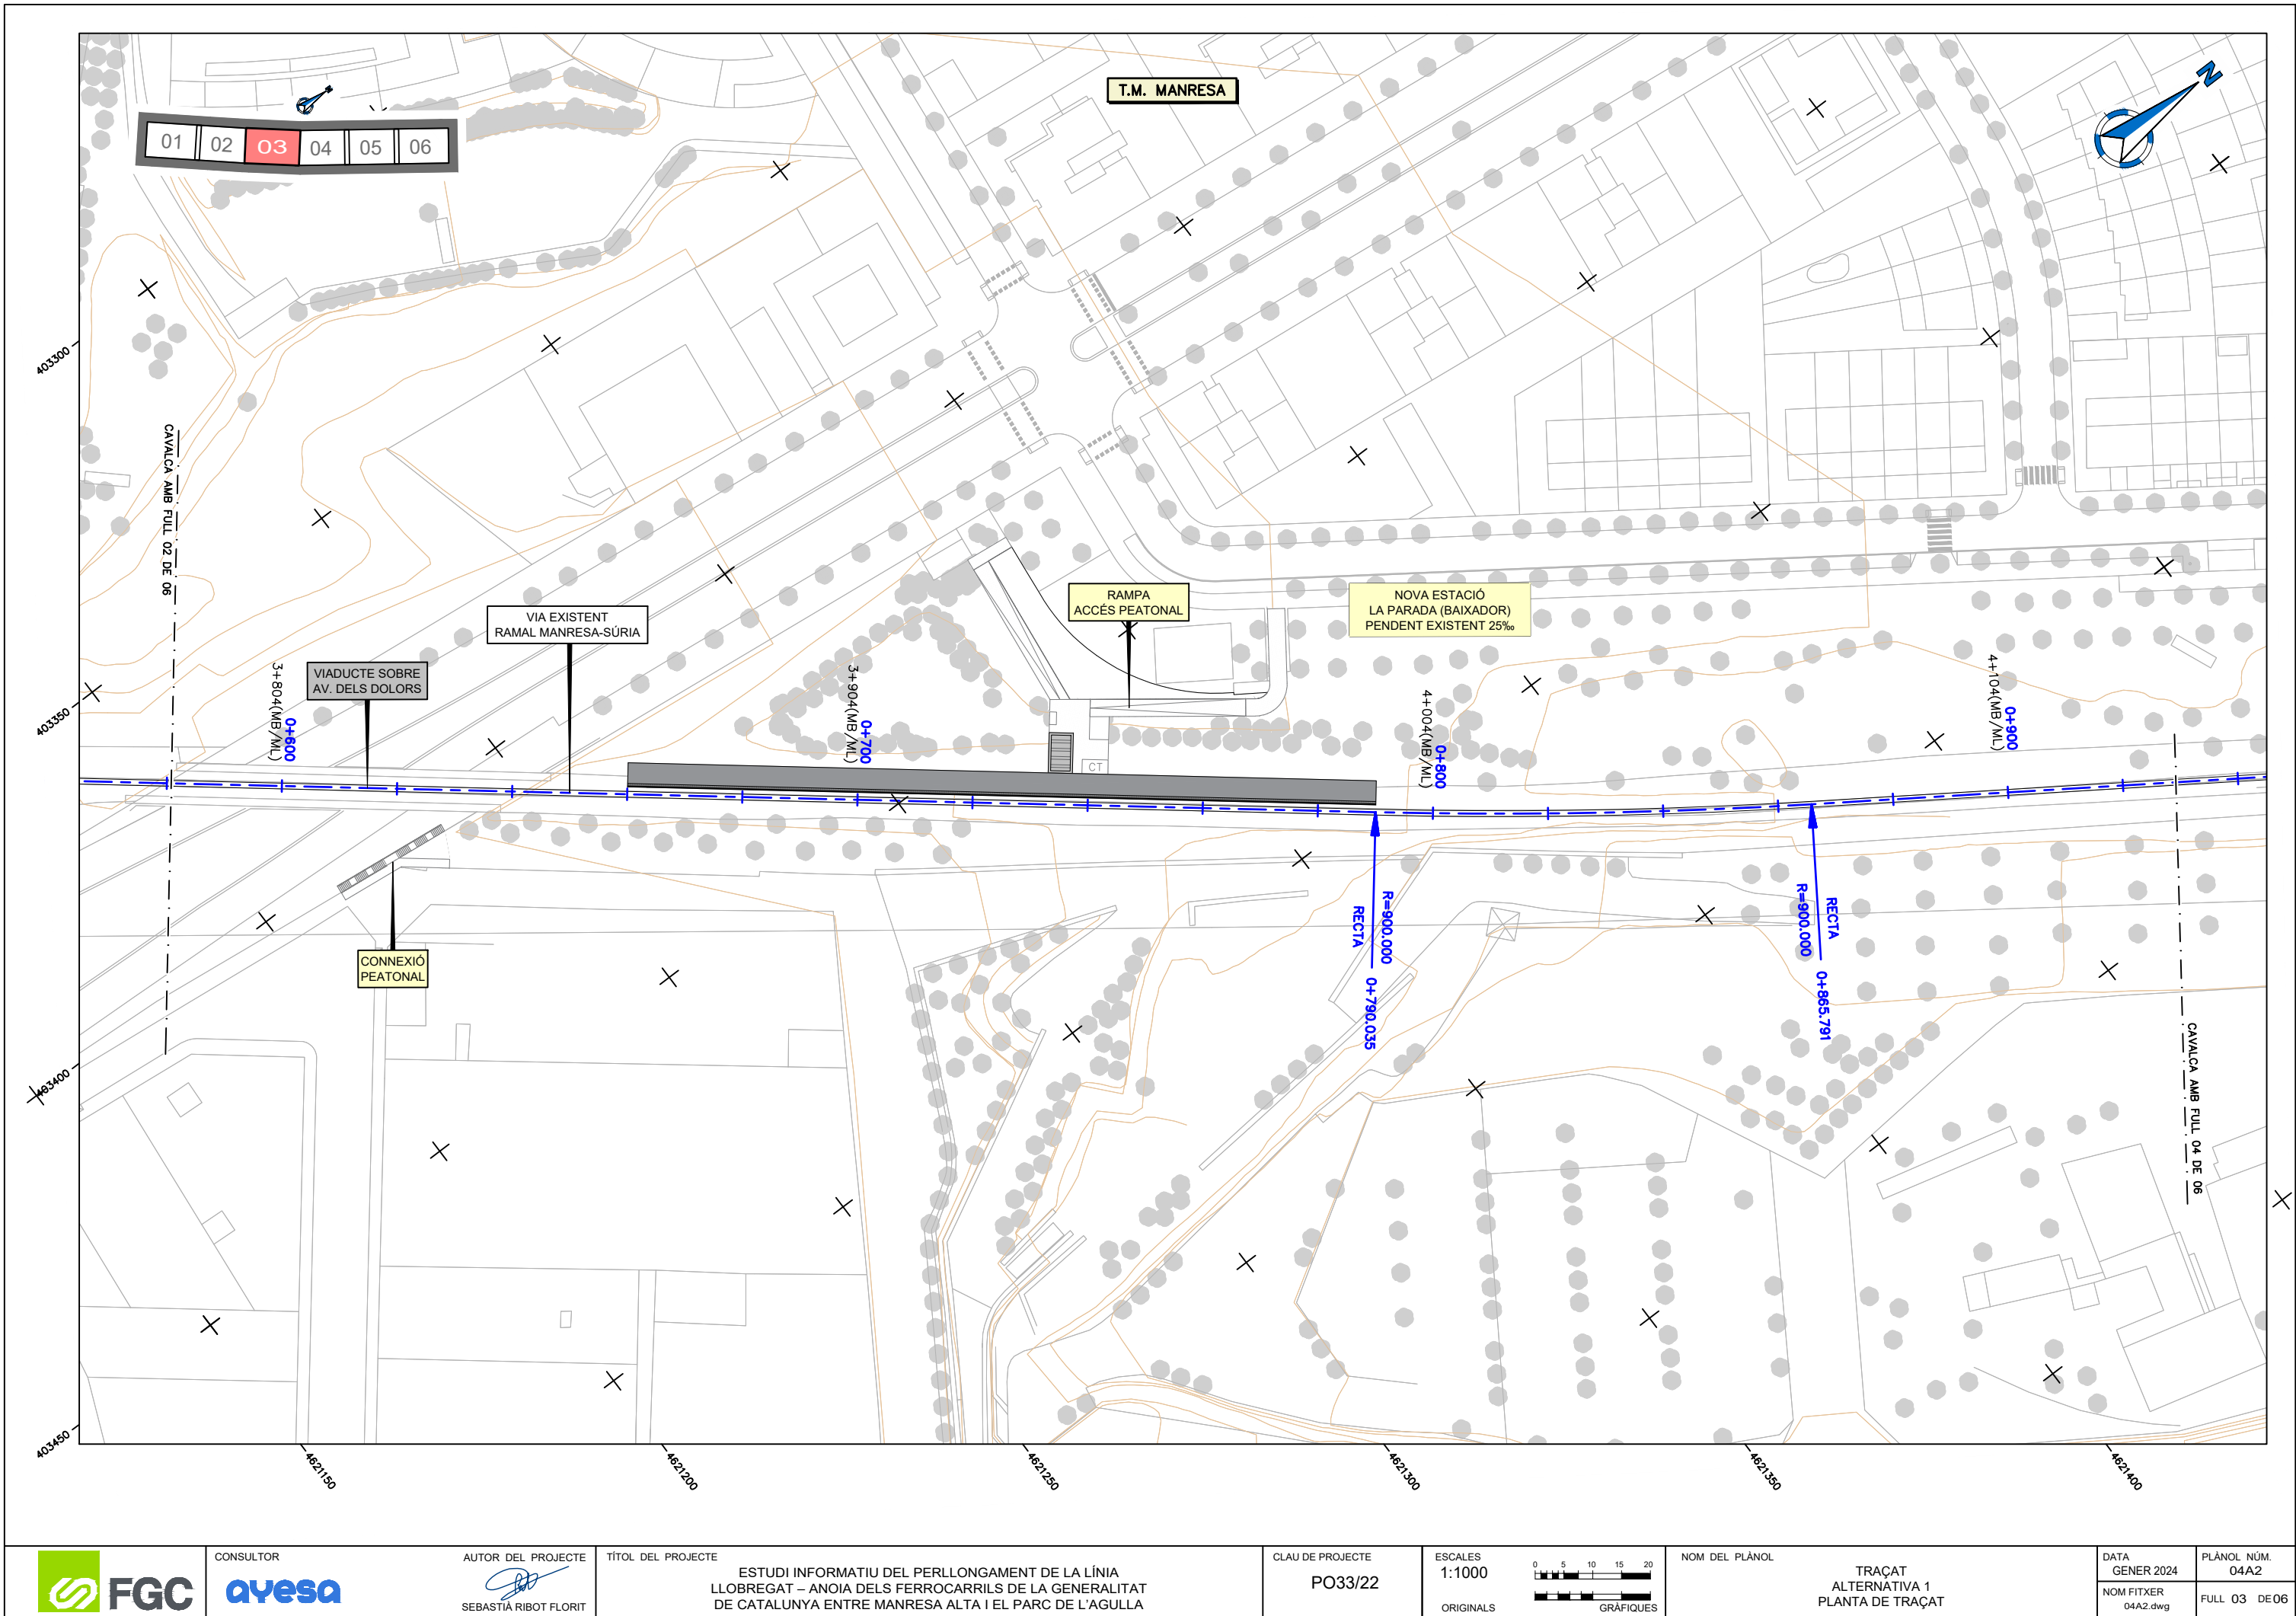 T.M. MANRESA
N
01
02
03
04
05
06
403300
403350
403400
403450
CAVALCA AMB FULL 02 DE 06
VIA EXISTENT
RAMAL MANRESA-SÚRIA
RAMPA
ACCÉS PEATONAL
NOVA ESTACIÓ
LA PARADA (BAIXADOR)
PENDENT EXISTENT 25‰
VIADUCTE SOBRE
AV. DELS DOLORS
3+804(MB/ML)
0+600
3+904(MB/ML)
0+700
4+004(MB/ML)
0+800
4+104(MB/ML)
0+900
CT
CONNEXIÓ
PEATONAL
R=900.000
RECTA
0+790.035
RECTA
R=900.000
0+865.791
CAVALCA AMB FULL 04 DE 06
4621150
4621200
4621250
4621300
4621350
4621400
FGC
CONSULTOR
ayesa
AUTOR DEL PROJECTE
SEBASTIÀ RIBOT FLORIT
TÍTOL DEL PROJECTE
ESTUDI INFORMATIU DEL PERLLONGAMENT DE LA LÍNIA
LLOBREGAT – ANOIA DELS FERROCARRILS DE LA GENERALITAT
DE CATALUNYA ENTRE MANRESA ALTA I EL PARC DE L'AGULLA
CLAU DE PROJECTE
PO33/22
ESCALES
1:1000
ORIGINALS
0 5 10 15 20
GRÀFIQUES
NOM DEL PLÀNOL
TRAÇAT
ALTERNATIVA 1
PLANTA DE TRAÇAT
DATA
GENER 2024
NOM FITXER
04A2.dwg
PLÀNOL NÚM.
04A2
FULL 03 DE 06